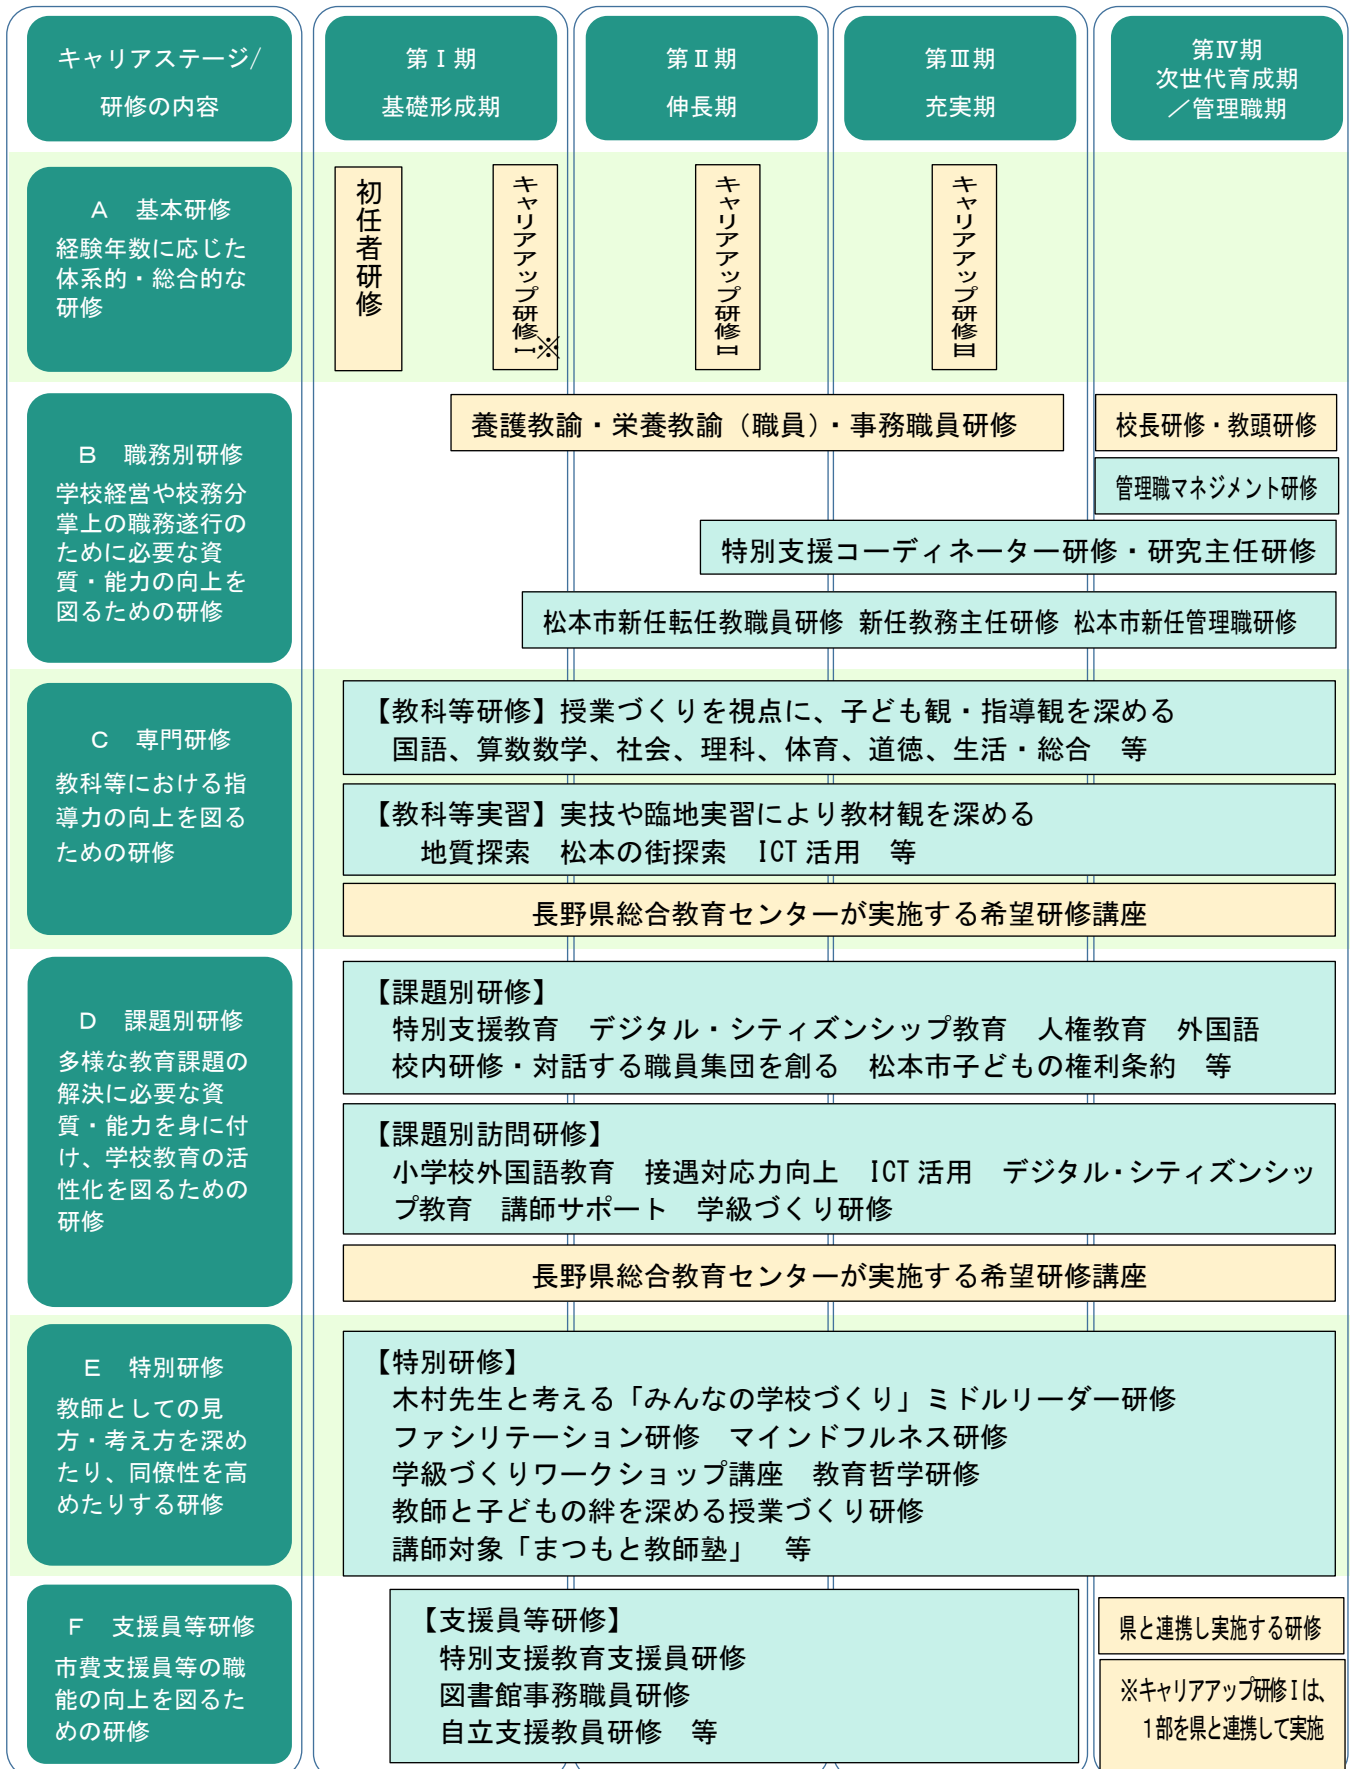 キャリアステージ/
研修の内容
第Ⅰ期
基礎形成期
第Ⅱ期
伸長期
第Ⅲ期
充実期
第Ⅳ期
次世代育成期
／管理職期
A　基本研修
経験年数に応じた
体系的・総合的な
研修
初任者研修
キャリアアップ研修Ⅰ※
キャリアアップ研修Ⅱ
キャリアアップ研修Ⅲ
B　職務別研修
学校経営や校務分
掌上の職務遂行の
ために必要な資
質・能力の向上を
図るための研修
養護教諭・栄養教諭（職員）・事務職員研修
校長研修・教頭研修
管理職マネジメント研修
特別支援コーディネーター研修・研究主任研修
松本市新任転任教職員研修 新任教務主任研修 松本市新任管理職研修
C　専門研修
教科等における指
導力の向上を図る
ための研修
【教科等研修】授業づくりを視点に、子ども観・指導観を深める
国語、算数数学、社会、理科、体育、道徳、生活・総合　等
【教科等実習】実技や臨地実習により教材観を深める
地質探索　松本の街探索　ICT活用　等
長野県総合教育センターが実施する希望研修講座
D　課題別研修
多様な教育課題の
解決に必要な資
質・能力を身に付
け、学校教育の活
性化を図るための
研修
【課題別研修】
特別支援教育　デジタル・シティズンシップ教育　人権教育　外国語
校内研修・対話する職員集団を創る　松本市子どもの権利条約　等
【課題別訪問研修】
小学校外国語教育　接遇対応力向上　ICT活用　デジタル・シティズンシッ
プ教育　講師サポート　学級づくり研修
長野県総合教育センターが実施する希望研修講座
E　特別研修
教師としての見
方・考え方を深め
たり、同僚性を高
めたりする研修
【特別研修】
木村先生と考える「みんなの学校づくり」ミドルリーダー研修
ファシリテーション研修　マインドフルネス研修
学級づくりワークショップ講座　教育哲学研修
教師と子どもの絆を深める授業づくり研修
講師対象「まつもと教師塾」　等
F　支援員等研修
市費支援員等の職
能の向上を図るた
めの研修
【支援員等研修】
特別支援教育支援員研修
図書館事務職員研修
自立支援教員研修　等
県と連携し実施する研修
※キャリアアップ研修Ⅰは、
1部を県と連携して実施